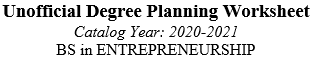 Unofficial Degree Planning Worksheet
Catalog Year: 2020-2021
BS in ENTREPRENEURSHIP